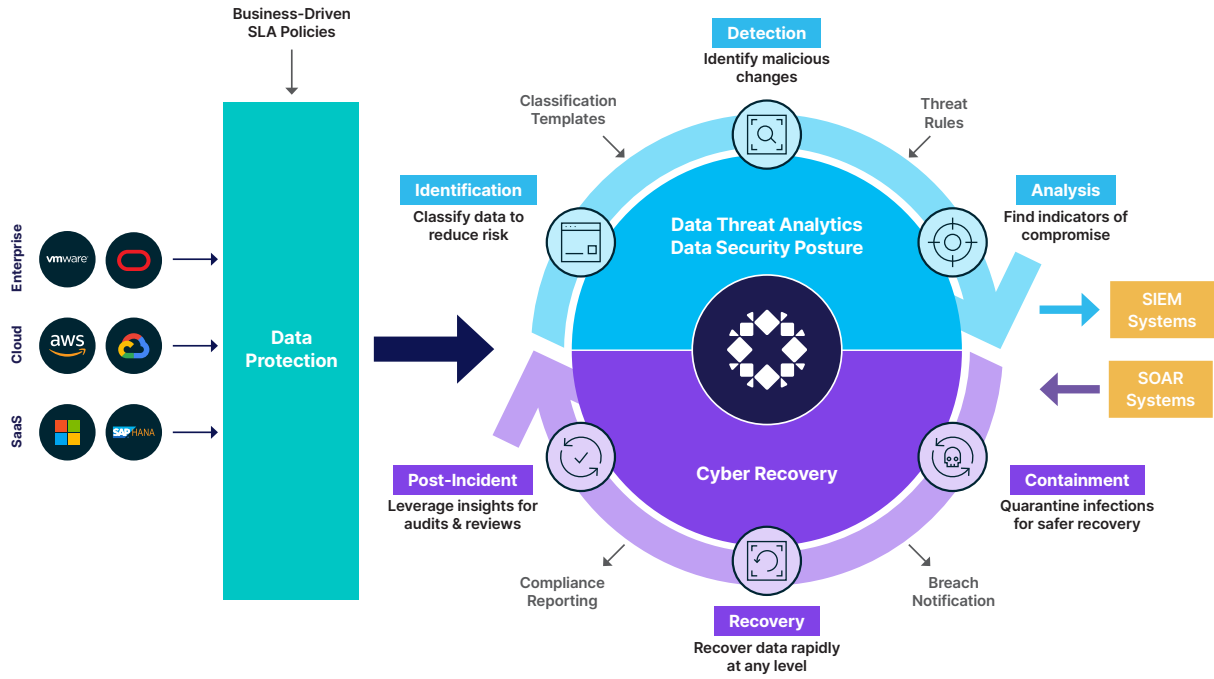 Business-Driven
SLA Policies
Enterprise
vmware
Cloud
aws
SaaS
SAP HANA
Data
Protection
Detection
Identify malicious
changes
Classification
Templates
Threat
Rules
Identification
Classify data to
reduce risk
Analysis
Find indicators of
compromise
Data Threat Analytics
Data Security Posture
SIEM
Systems
SOAR
Systems
Cyber Recovery
Post-Incident
Leverage insights for
audits & reviews
Containment
Quarantine infections
for safer recovery
Compliance
Reporting
Breach
Notification
Recovery
Recover data rapidly
at any level